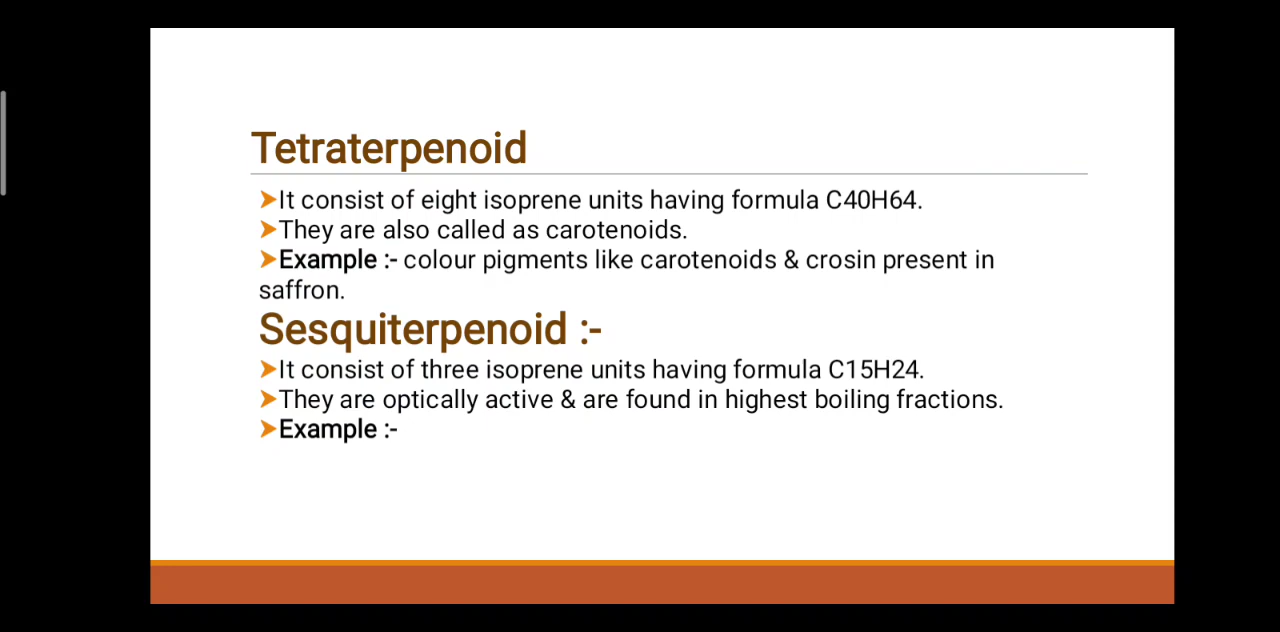 Tetraterpenoid
➤It consist of eight isoprene units having formula C40H64.
➤They are also called as carotenoids.
➤Example :- colour pigments like carotenoids & crosin present in
saffron.
Sesquiterpenoid :-
➤It consist of three isoprene units having formula C15H24.
➤They are optically active & are found in highest boiling fractions.
➤Example :-